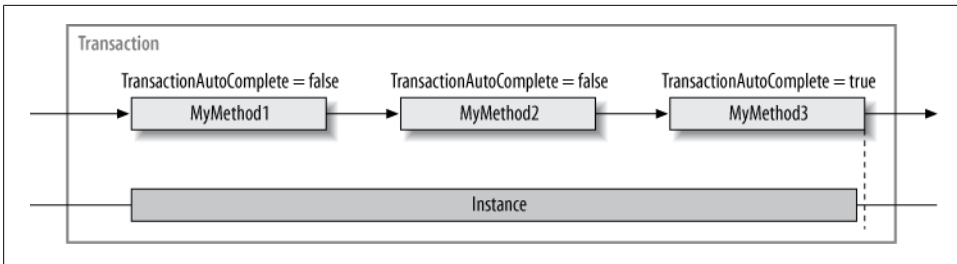 Transaction
TransactionAutoComplete = false
TransactionAutoComplete = false
TransactionAutoComplete = true
MyMethod1
MyMethod2
MyMethod3
Instance